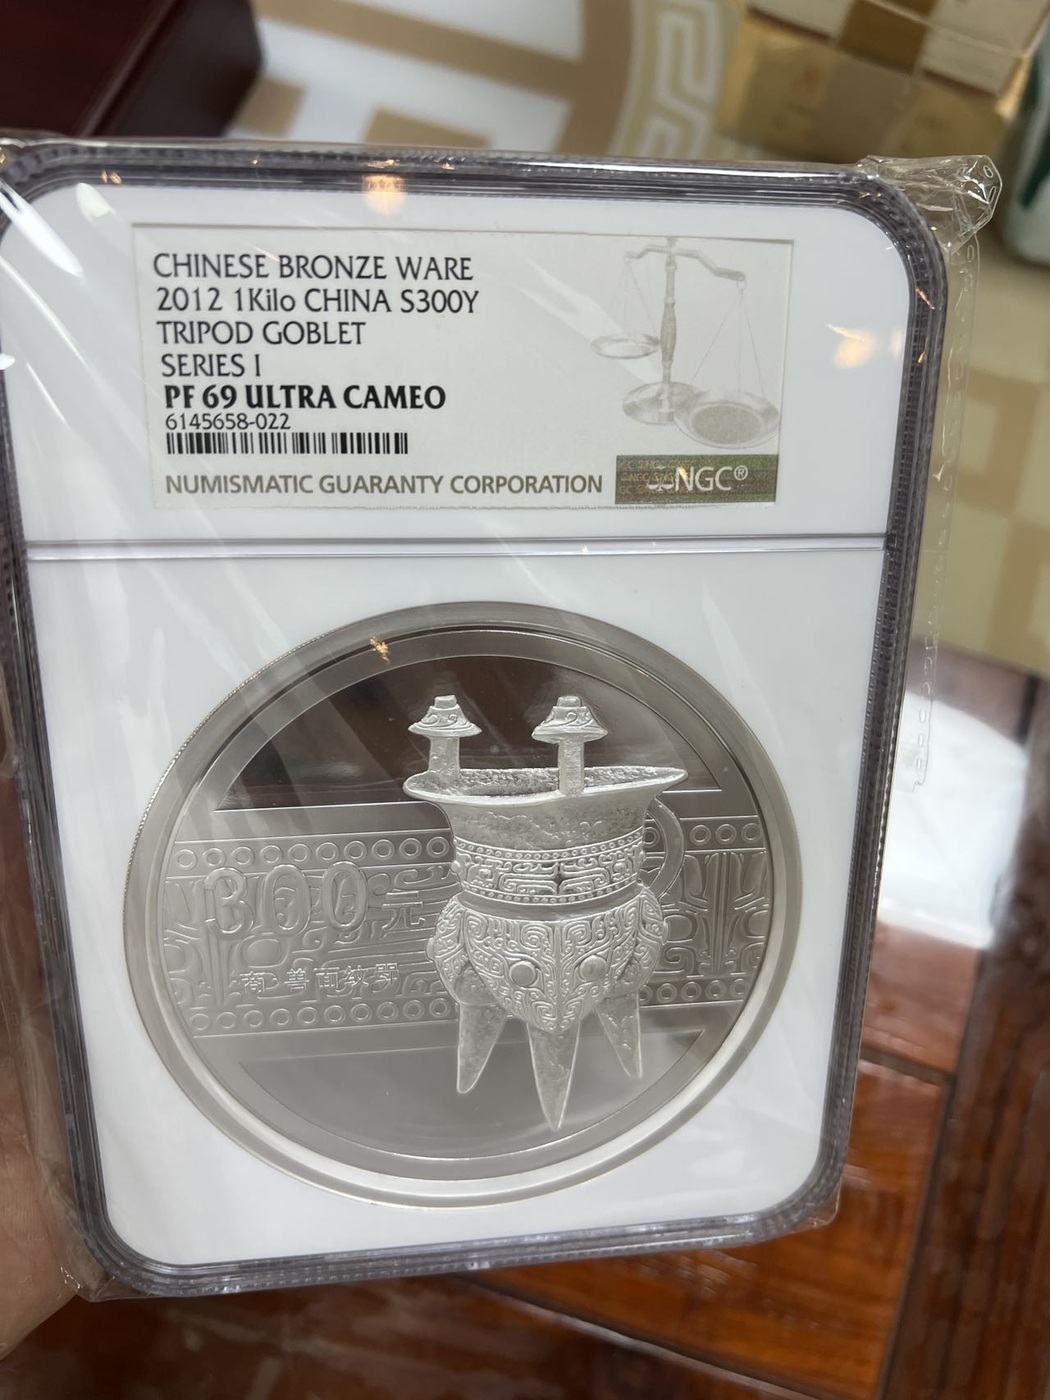 CHINESE BRONZE WARE
2012 1Kilo CHINA S300Y
TRIPOD GOBLET
SERIES I
PF 69 ULTRA CAMEO
6145658-022
NUMISMATIC GUARANTY CORPORATION
NGC®
300元
商·兽面纹斝